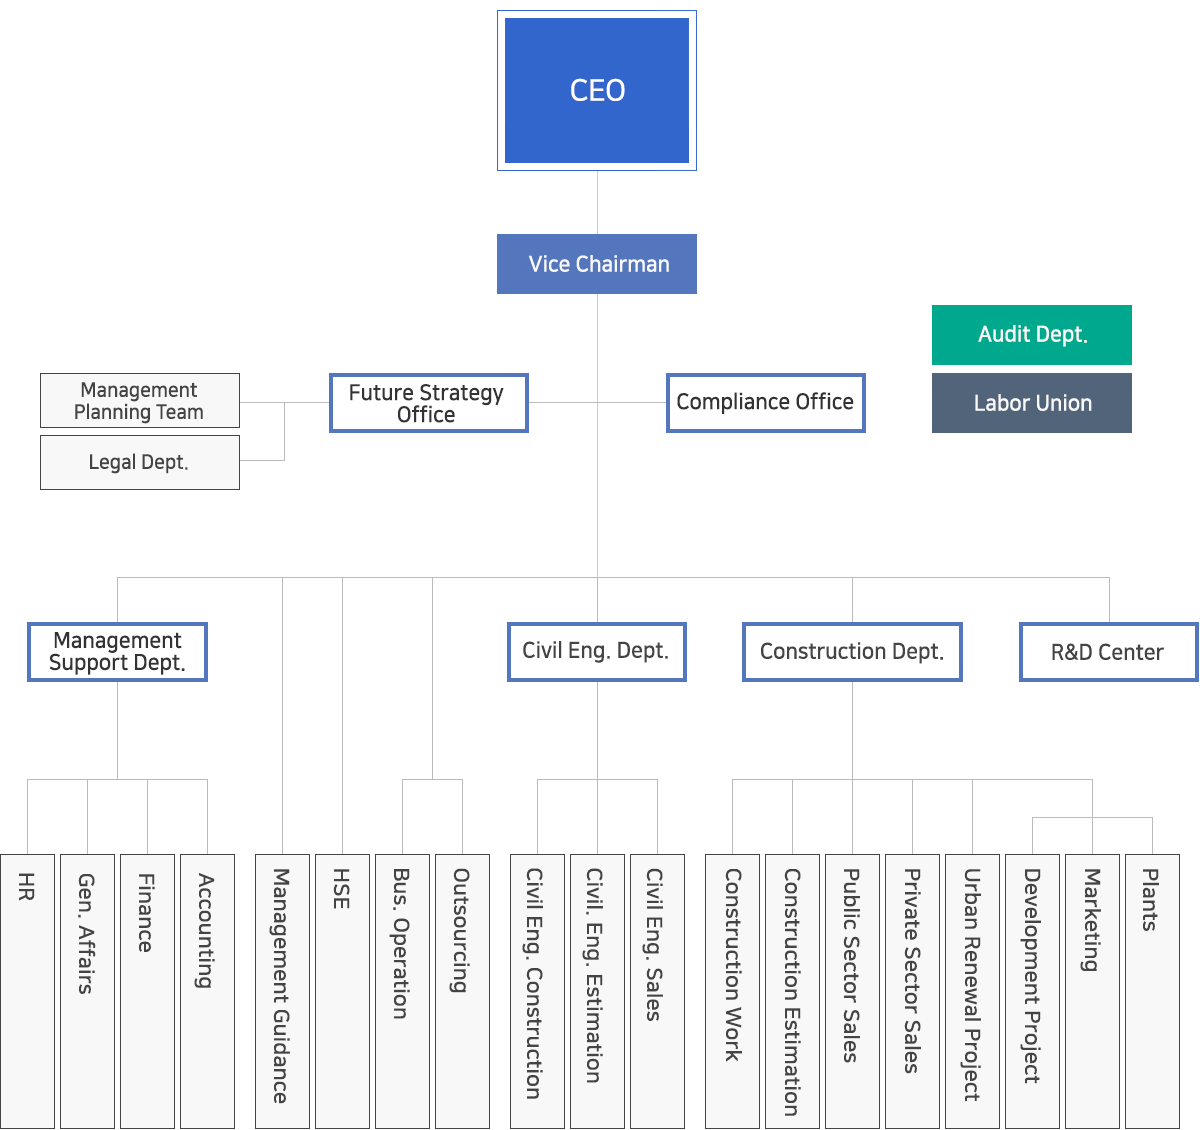 CEO
Vice Chairman
Audit Dept.
Management
Planning Team
Future Strategy
Office
Compliance Office
Labor Union
Legal Dept.
Management
Support Dept.
Civil Eng. Dept.
Construction Dept.
R&D Center
HR
Gen. Affairs
Finance
Accounting
Management Guidance
HSE
Bus. Operation
Outsourcing
Civil Eng. Construction
Civil. Eng. Estimation
Civil Eng. Sales
Construction Work
Construction Estimation
Public Sector Sales
Private Sector Sales
Urban Renewal Project
Development Project
Marketing
Plants